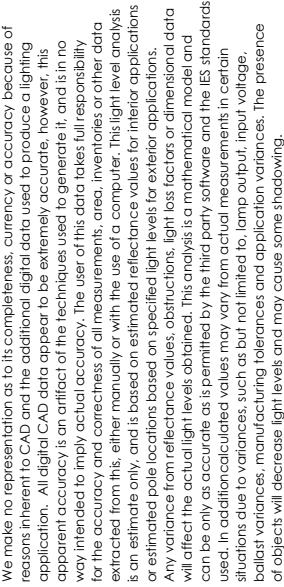 We make no representation as to its completeness, currency or accuracy because of
reasons inherent to CAD and the additional digital data used to produce a lighting
application.  All digital CAD data appear to be extremely accurate, however, this
apparent accuracy is an artifact of the techniques used to generate it, and is in no
way intended to imply actual accuracy. The user of this data takes full responsibility
for the accuracy and correctness of all measurements, area, inventories or other data
extracted from this, either manually or with the use of a computer. This light level analysis
is an estimate only, and is based on estimated reflectance values for interior applications
or estimated pole locations based on specified light levels for exterior applications.
Any variance from reflectance values, obstructions, light loss factors or dimensional data
will affect the actual light levels obtained. This analysis is a mathematical model and
can be only as accurate as is permitted by the third party software and the IES standards
used. In additioncalculated values may vary from actual measurements in certain
situations due to variances, such as but not limited to, lamp output, input voltage,
ballast variances, manufacturing tolerances and application variances. The presence
of objects will decrease light levels and may cause some shadowing.